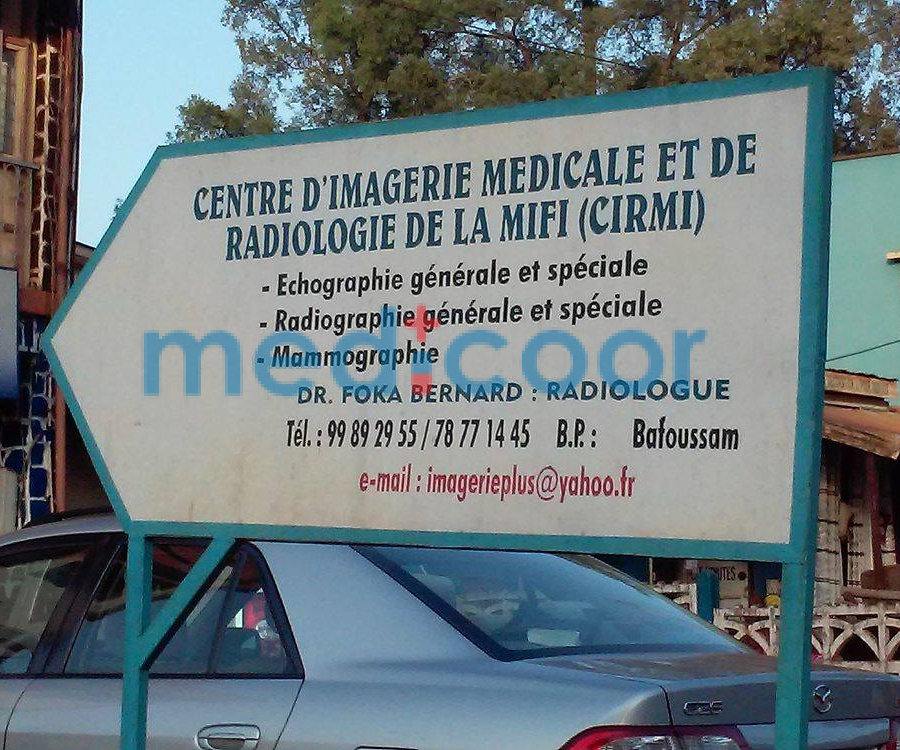 CENTRE D'IMAGERIE MEDICALE ET DE
RADIOLOGIE DE LA MIFI (CIRMI)
- Echographie générale et spéciale
- Radiographie générale et spéciale
- Mammographie
medicoor
DR. FOKA BERNARD : RADIOLOGUE
Tél. : 99 89 29 55 / 78 77 14 45 B.P. : Bafoussam
e-mail : imagerieplus@yahoo.fr